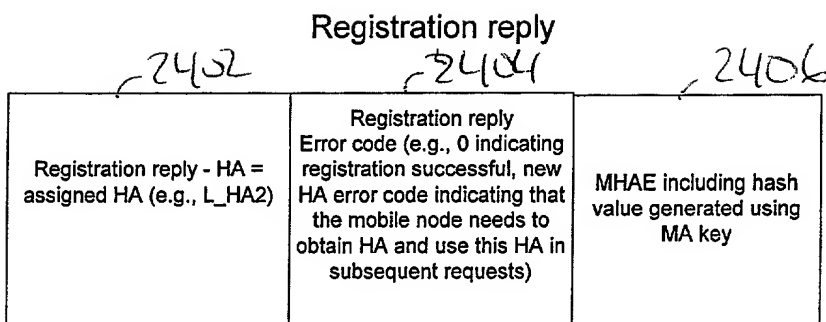 Registration reply
2402
2404
2406
Registration reply - HA =
assigned HA (e.g., L_HA2)
Registration reply
Error code (e.g., 0 indicating
registration successful, new
HA error code indicating that
the mobile node needs to
obtain HA and use this HA in
subsequent requests)
MHAE including hash
value generated using
MA key